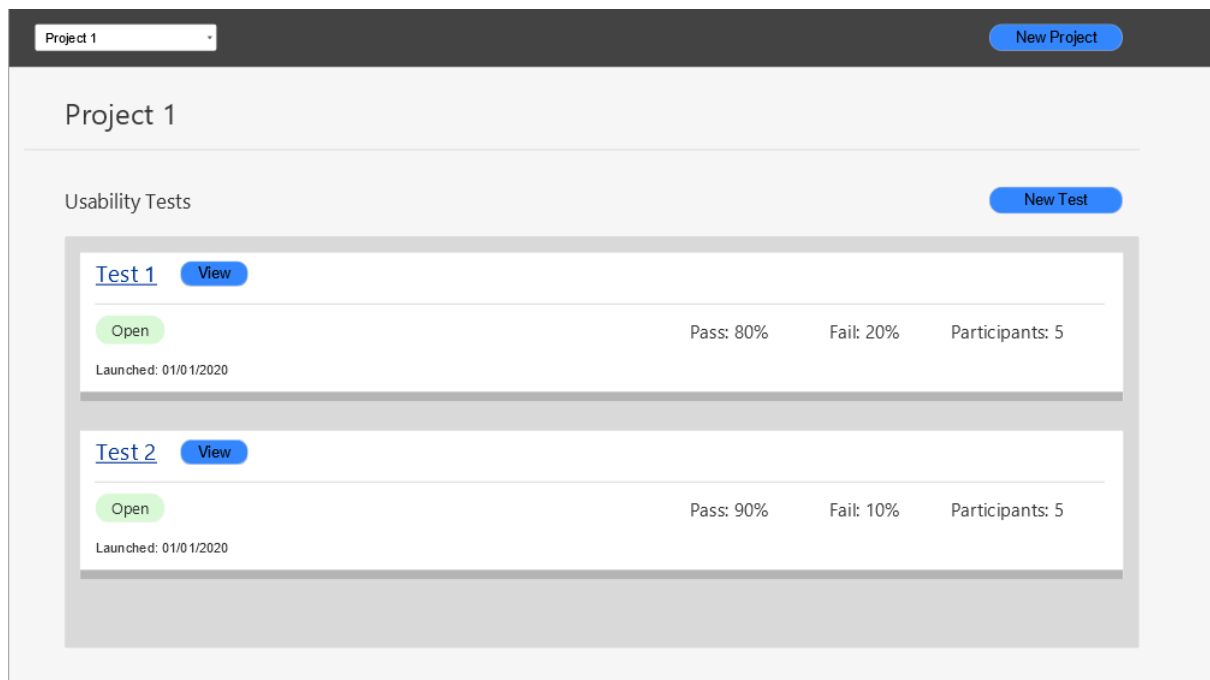 Project 1 New Project
Project 1
Usability Tests New Test
Test 1 View
Open Pass: 80% Fail: 20% Participants: 5
Launched: 01/01/2020
Test 2 View
Open Pass: 90% Fail: 10% Participants: 5
Launched: 01/01/2020